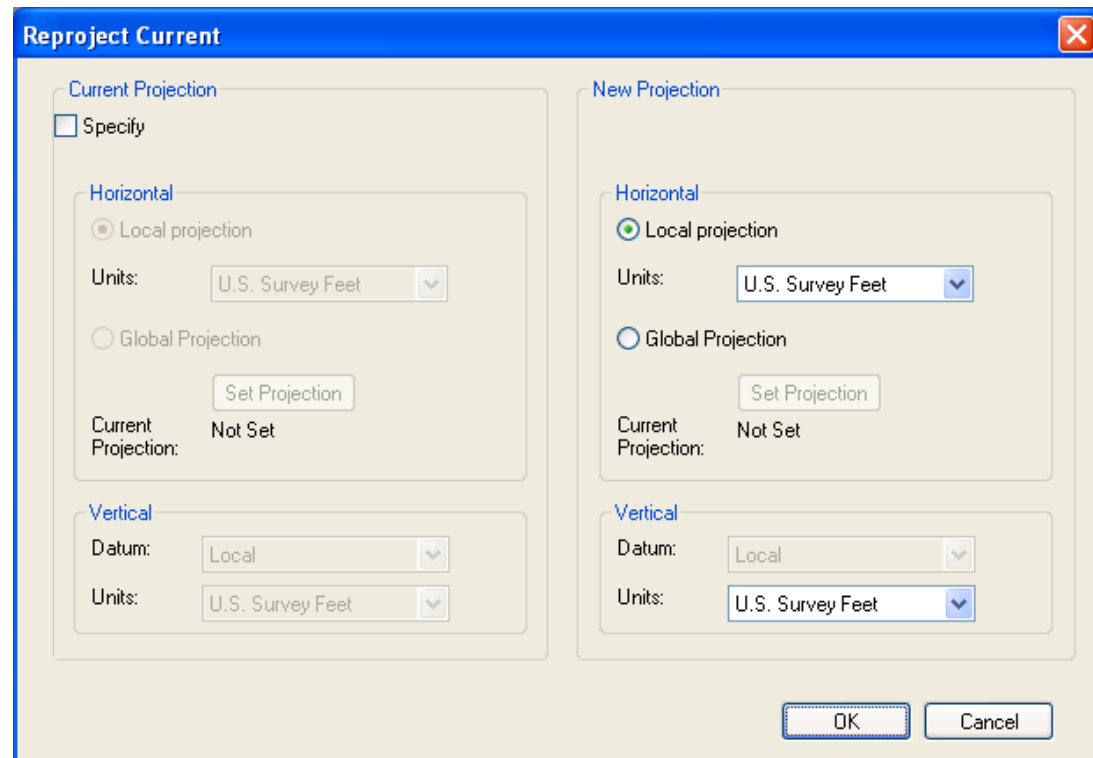 Reproject Current
Current Projection
Specify
Horizontal
Local projection
Units: U.S. Survey Feet
Global Projection
Set Projection
Current Projection: Not Set
Vertical
Datum: Local
Units: U.S. Survey Feet
New Projection
Horizontal
Local projection
Units: U.S. Survey Feet
Global Projection
Set Projection
Current Projection: Not Set
Vertical
Datum: Local
Units: U.S. Survey Feet
OK Cancel